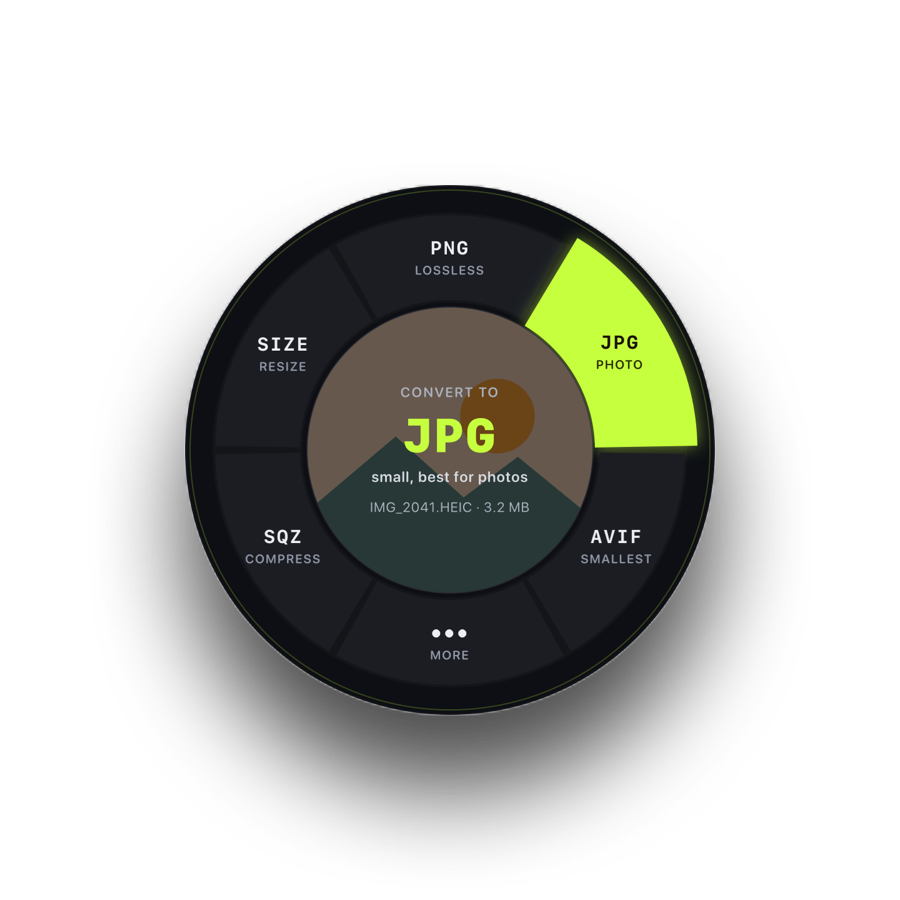 PNG
LOSSLESS
SIZE
RESIZE
JPG
PHOTO
CONVERT TO
JPG
small, best for photos
IMG_2041.HEIC · 3.2 MB
SQZ
COMPRESS
AVIF
SMALLEST
MORE